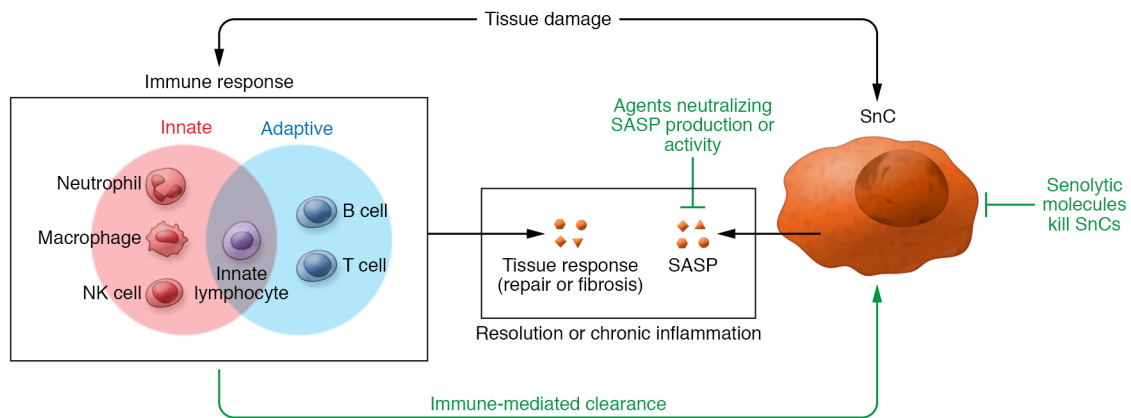 Tissue damage
Immune response
Innate
Adaptive
Neutrophil
Macrophage
NK cell
Innate
lymphocyte
B cell
T cell
Agents neutralizing
SASP production or
activity
Tissue response
(repair or fibrosis)
SASP
Resolution or chronic inflammation
SnC
Senolytic
molecules
kill SnCs
Immune-mediated clearance